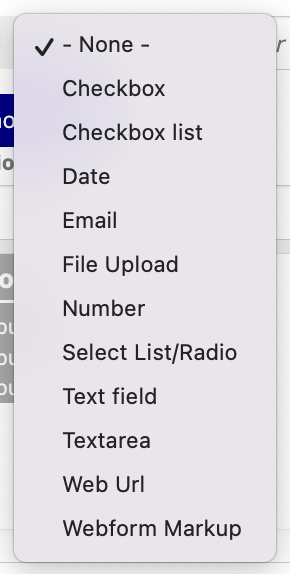 - None -
Checkbox
Checkbox list
Date
Email
File Upload
Number
Select List/Radio
Text field
Textarea
Web Url
Webform Markup